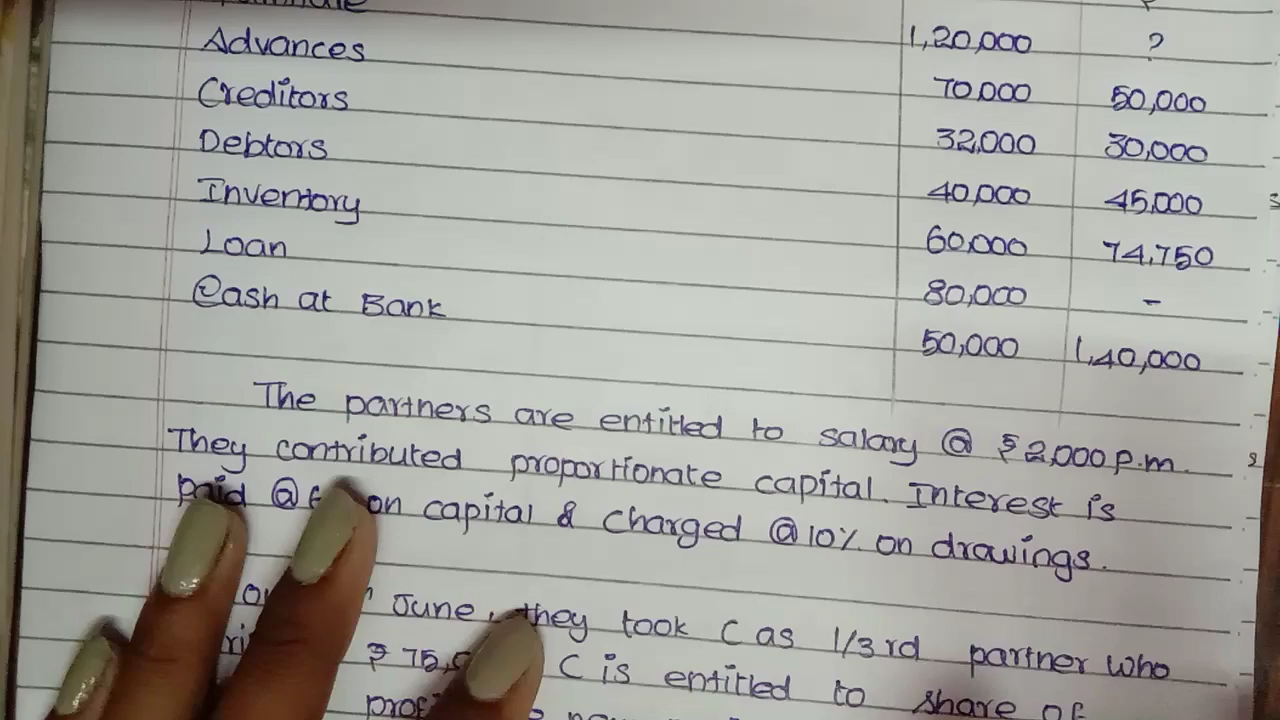 Advances 1,20,000 ?
Creditors 70,000 50,000
Debtors 32,000 30,000
Inventory 40,000 45,000
Loan 60,000 74,750
Cash at Bank 80,000 -
50,000 1,40,000
The partners are entitled to salary @ ₹2,000 p.m.
They contributed proportionate capital. Interest is
paid @ on capital & charged @10% on drawings.
June, they took C as 1/3rd partner who
₹ C is entitled to share of